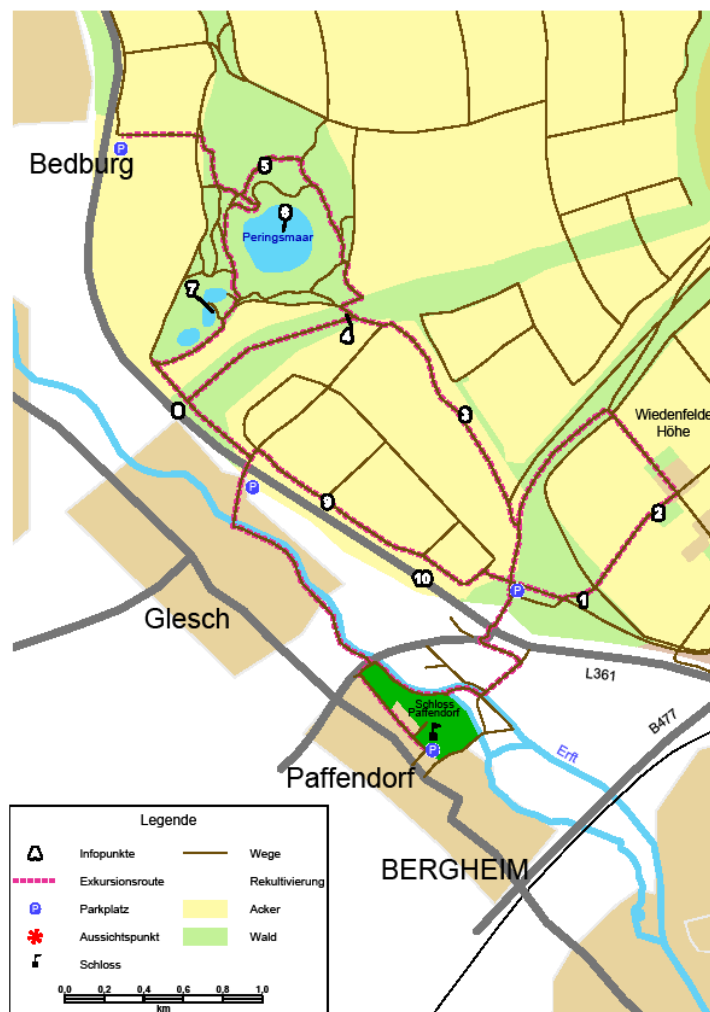 P
Bedburg
5
6
Peringsmaar
7
4
3
Wiedenfelde
Höhe
P
9
2
10
P
1
Glesch
L361
Schloss
Paffendorf
B477
P
Erft
Paffendorf
BERGHEIM
Legende
Infopunkte
Wege
Exkursionsroute
Rekultivierung
P
Parkplatz
Acker
Aussichtspunkt
Wald
Schloss
0,0 0,2 0,4 0,6 0,8 1,0
km